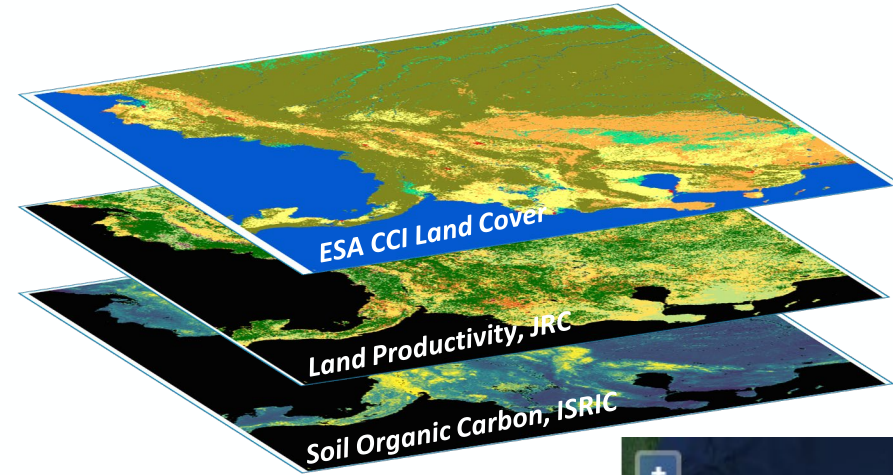 ESA CCI Land Cover
Land Productivity, JRC
Soil Organic Carbon, ISRIC
+